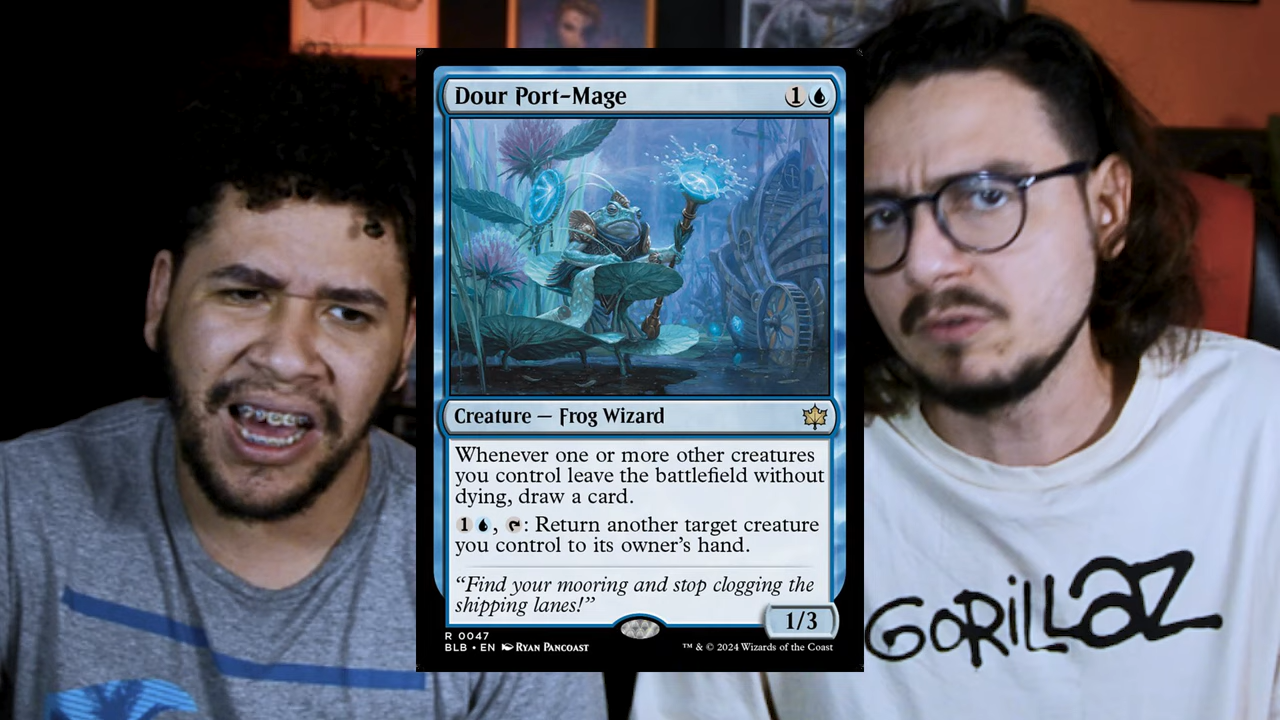 Dour Port-Mage 1
Creature — Frog Wizard
Whenever one or more other creatures
you control leave the battlefield without
dying, draw a card.
1, : Return another target creature
you control to its owner's hand.
“Find your mooring and stop clogging the
shipping lanes!”
1/3
R 0047
BLB • EN RYAN PANCOAST
™ & © 2024 Wizards of the Coast
GORILLAZ